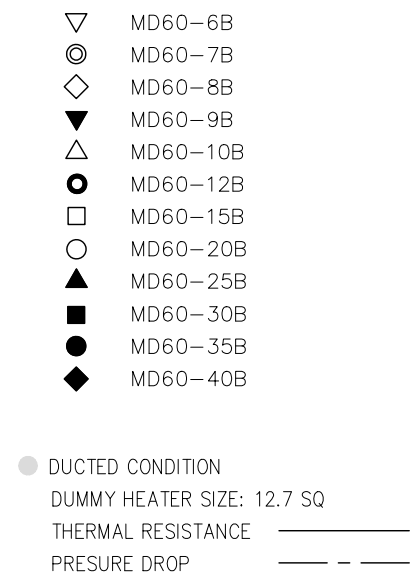 MD60-6B
MD60-7B
MD60-8B
MD60-9B
MD60-10B
MD60-12B
MD60-15B
MD60-20B
MD60-25B
MD60-30B
MD60-35B
MD60-40B
DUCTED CONDITION
DUMMY HEATER SIZE: 12.7 SQ
THERMAL RESISTANCE
PRESURE DROP